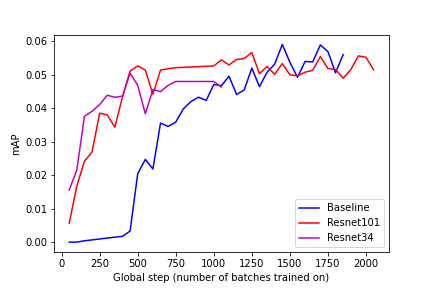 0.06
0.05
0.04
0.03
0.02
0.01
0.00
mAP
Baseline
Resnet101
Resnet34
0 250 500 750 1000 1250 1500 1750 2000
Global step (number of batches trained on)